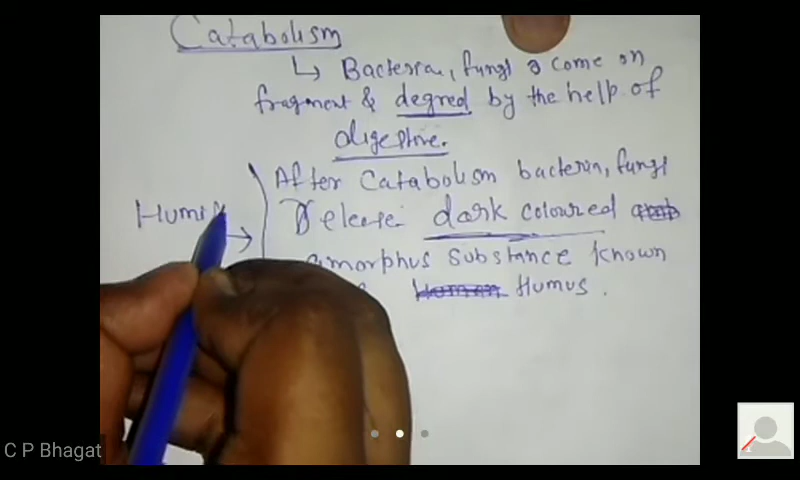 Catabolism
↳ Bacteria, fungi & come on
fragment & degred by the help of
digestive.
After Catabolism bacteria, fungi
Release dark coloured
amorphus substance known
Humus.
Humi
→
C P Bhagat